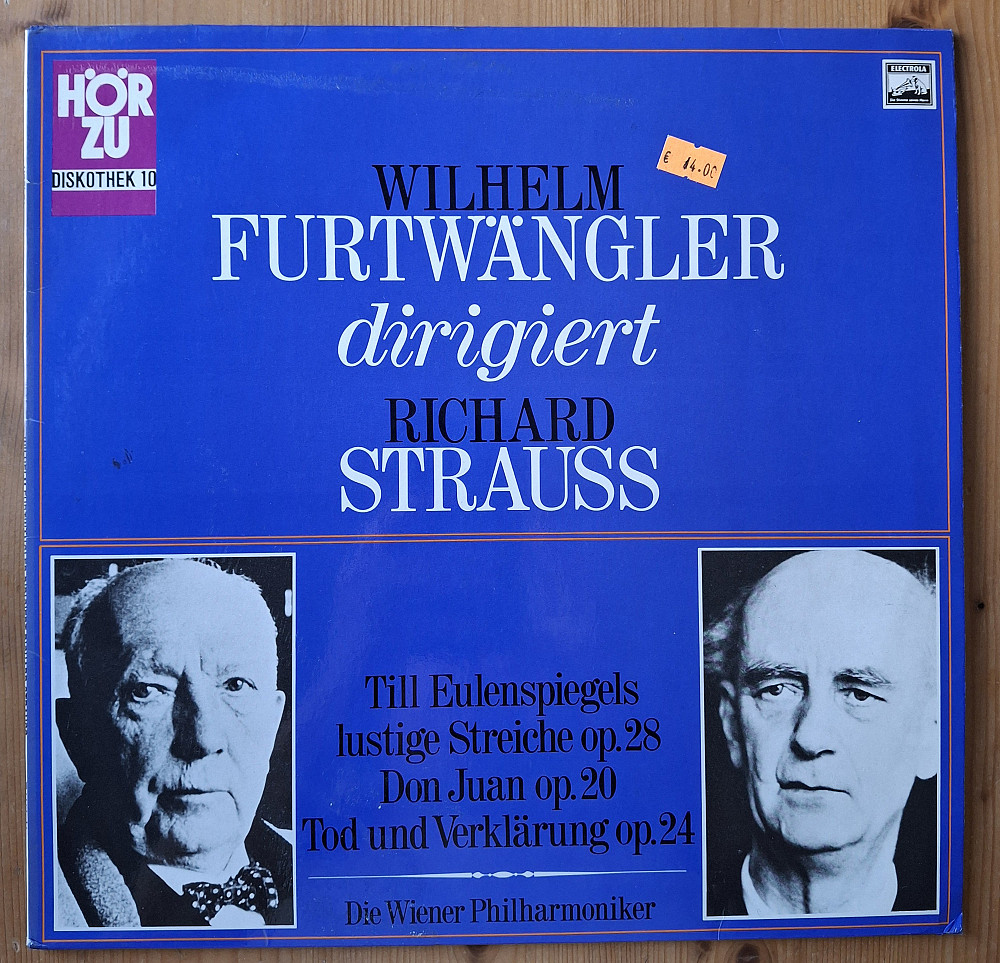 HÖR
ZU
DISKOTHEK 10
ELECTROLA
€ 14.00
WILHELM
FURTWÄNGLER
dirigiert
RICHARD
STRAUSS
Till Eulenspiegels
lustige Streiche op.28
Don Juan op.20
Tod und Verklärung op.24
Die Wiener Philharmoniker